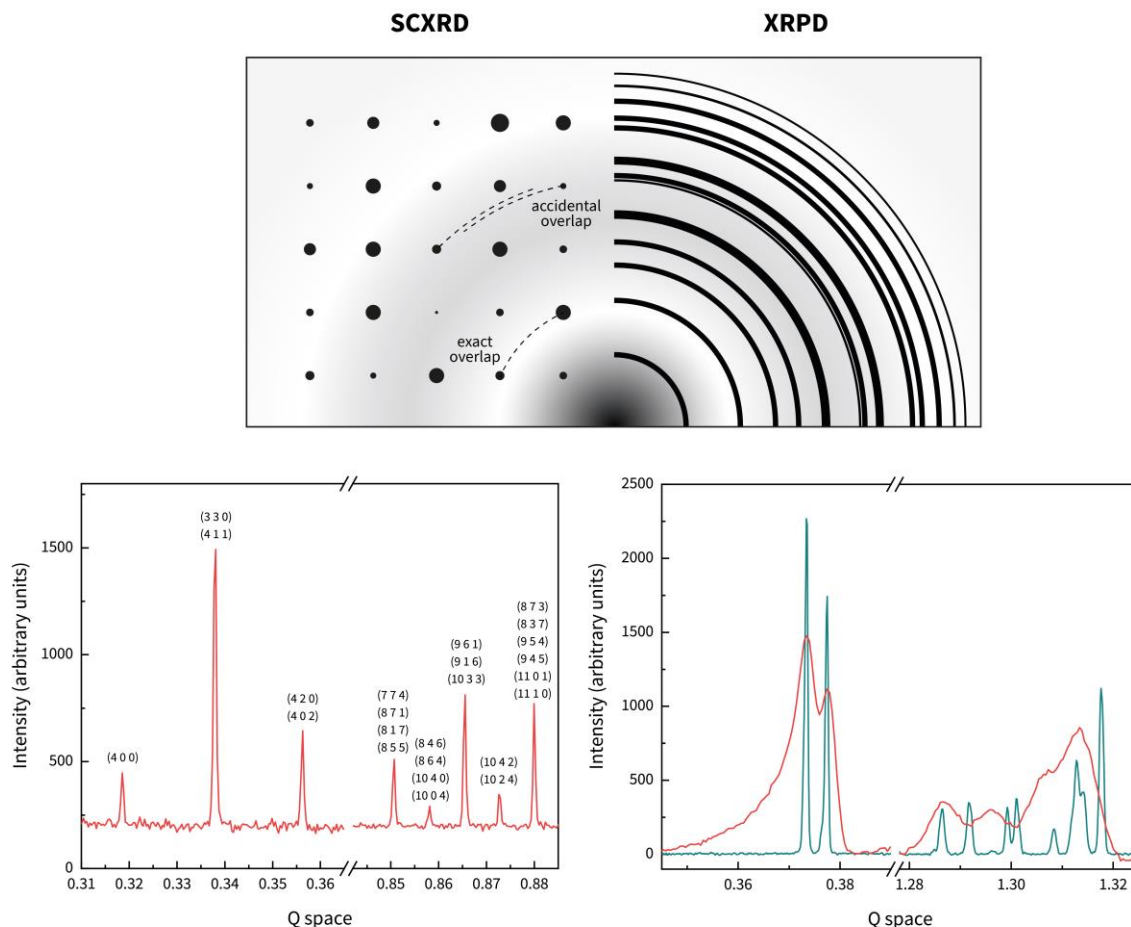 SCXRD
XRPD
accidental
overlap
exact
overlap
Intensity (arbitrary units)
1500
1000
500
0
(3 3 0)
(4 1 1)
(4 0 0)
(4 2 0)
(4 0 2)
(7 7 4)
(8 7 1)
(8 1 7)
(8 5 5)
(8 4 6)
(8 6 4)
(10 4 0)
(10 0 4)
(9 6 1)
(9 1 6)
(10 3 3)
(10 4 2)
(10 2 4)
(8 7 3)
(8 3 7)
(9 5 4)
(9 4 5)
(11 0 1)
(11 1 0)
0.31 0.32 0.33 0.34 0.35 0.36 0.85 0.86 0.87 0.88
Q space
Intensity (arbitrary units)
2500
2000
1500
1000
500
0
0.36 0.38 1.28 1.30 1.32
Q space